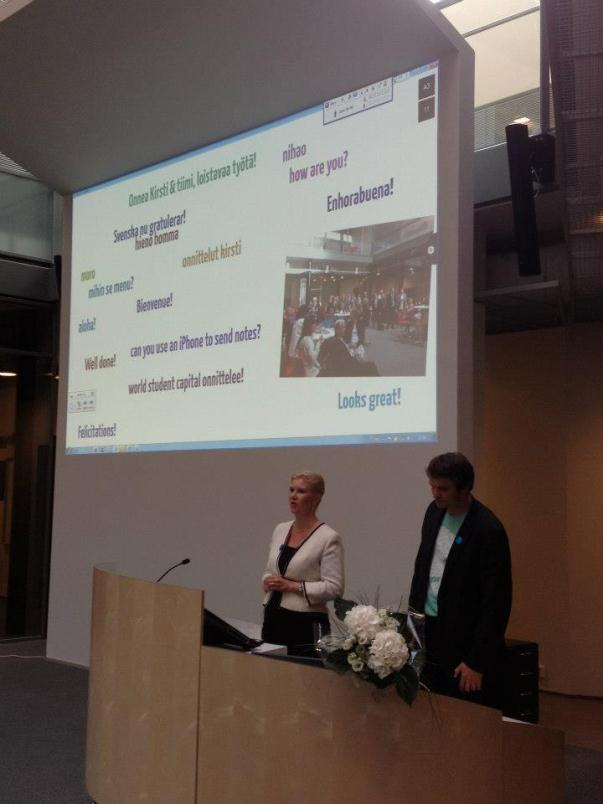 A3
11
Onnea Kirsti & tiimi, loistavaa työtä!
nihao
how are you?
Enhorabuena!
Svenska nu gratulerar!
hieno homma
onnittelut kirsti
moro
mihin se menu?
Bienvenue!
aloha!
can you use an iPhone to send notes?
Well done!
world student capital onnittelee!
Looks great!
Felicitations!